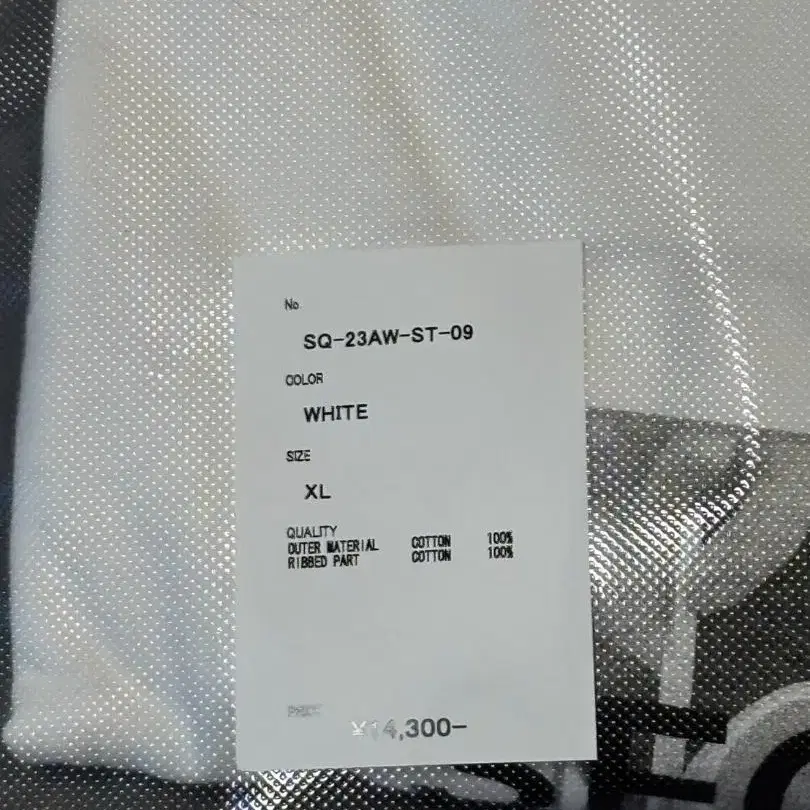 No.
SQ-23AW-ST-09
COLOR
WHITE
SIZE
XL
QUALITY
OUTER MATERIAL COTTON 100%
RIBBED PART COTTON 100%
PRICE
¥14,300-